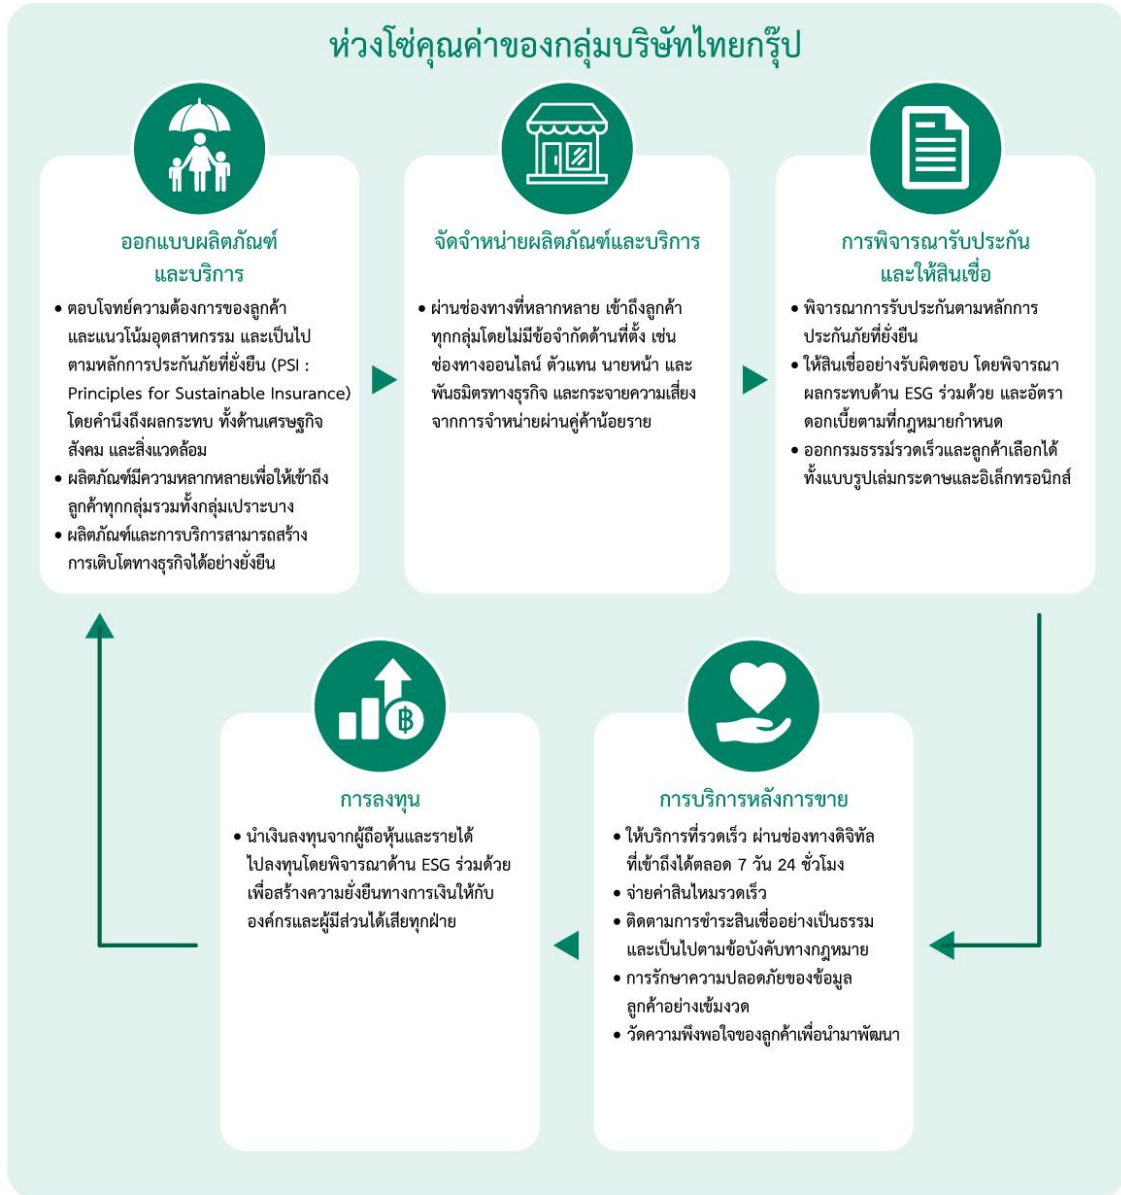 ห่วงโซ่คุณค่าของกลุ่มบริษัทไทยกรุ๊ป
ออกแบบผลิตภัณฑ์
และบริการ
• ตอบโจทย์ความต้องการของลูกค้า
และแนวโน้มอุตสาหกรรม และเป็นไป
ตามหลักการประกันภัยที่ยั่งยืน (PSI :
Principles for Sustainable Insurance)
โดยคำนึงถึงผลกระทบ ทั้งด้านเศรษฐกิจ
สังคม และสิ่งแวดล้อม
• ผลิตภัณฑ์มีความหลากหลายเพื่อให้เข้าถึง
ลูกค้าทุกกลุ่มรวมทั้งกลุ่มเปราะบาง
• ผลิตภัณฑ์และการบริการสามารถสร้าง
การเติบโตทางธุรกิจได้อย่างยั่งยืน
จัดจำหน่ายผลิตภัณฑ์และบริการ
• ผ่านช่องทางที่หลากหลาย เข้าถึงลูกค้า
ทุกกลุ่มโดยไม่มีข้อจำกัดด้านที่ตั้ง เช่น
ช่องทางออนไลน์ ตัวแทน นายหน้า และ
พันธมิตรทางธุรกิจ และกระจายความเสี่ยง
จากการจำหน่ายผ่านคู่ค้าน้อยราย
การพิจารณารับประกัน
และให้สินเชื่อ
• พิจารณาการรับประกันตามหลักการ
ประกันภัยที่ยั่งยืน
• ให้สินเชื่ออย่างรับผิดชอบ โดยพิจารณา
ผลกระทบด้าน ESG ร่วมด้วย และอัตรา
ดอกเบี้ยตามที่กฎหมายกำหนด
• ออกกรมธรรม์รวดเร็วและลูกค้าเลือกได้
ทั้งแบบรูปเล่มกระดาษและอิเล็กทรอนิกส์
การลงทุน
• นำเงินลงทุนจากผู้ถือหุ้นและรายได้
ไปลงทุนโดยพิจารณาด้าน ESG ร่วมด้วย
เพื่อสร้างความยั่งยืนทางการเงินให้กับ
องค์กรและผู้มีส่วนได้เสียทุกฝ่าย
การบริการหลังการขาย
• ให้บริการที่รวดเร็ว ผ่านช่องทางดิจิทัล
ที่เข้าถึงได้ตลอด 7 วัน 24 ชั่วโมง
• จ่ายค่าสินไหมรวดเร็ว
• ติดตามการชำระสินเชื่ออย่างเป็นธรรม
และเป็นไปตามข้อบังคับทางกฎหมาย
• การรักษาความปลอดภัยของข้อมูล
ลูกค้าอย่างเข้มงวด
• วัดความพึงพอใจของลูกค้าเพื่อนำมาพัฒนา